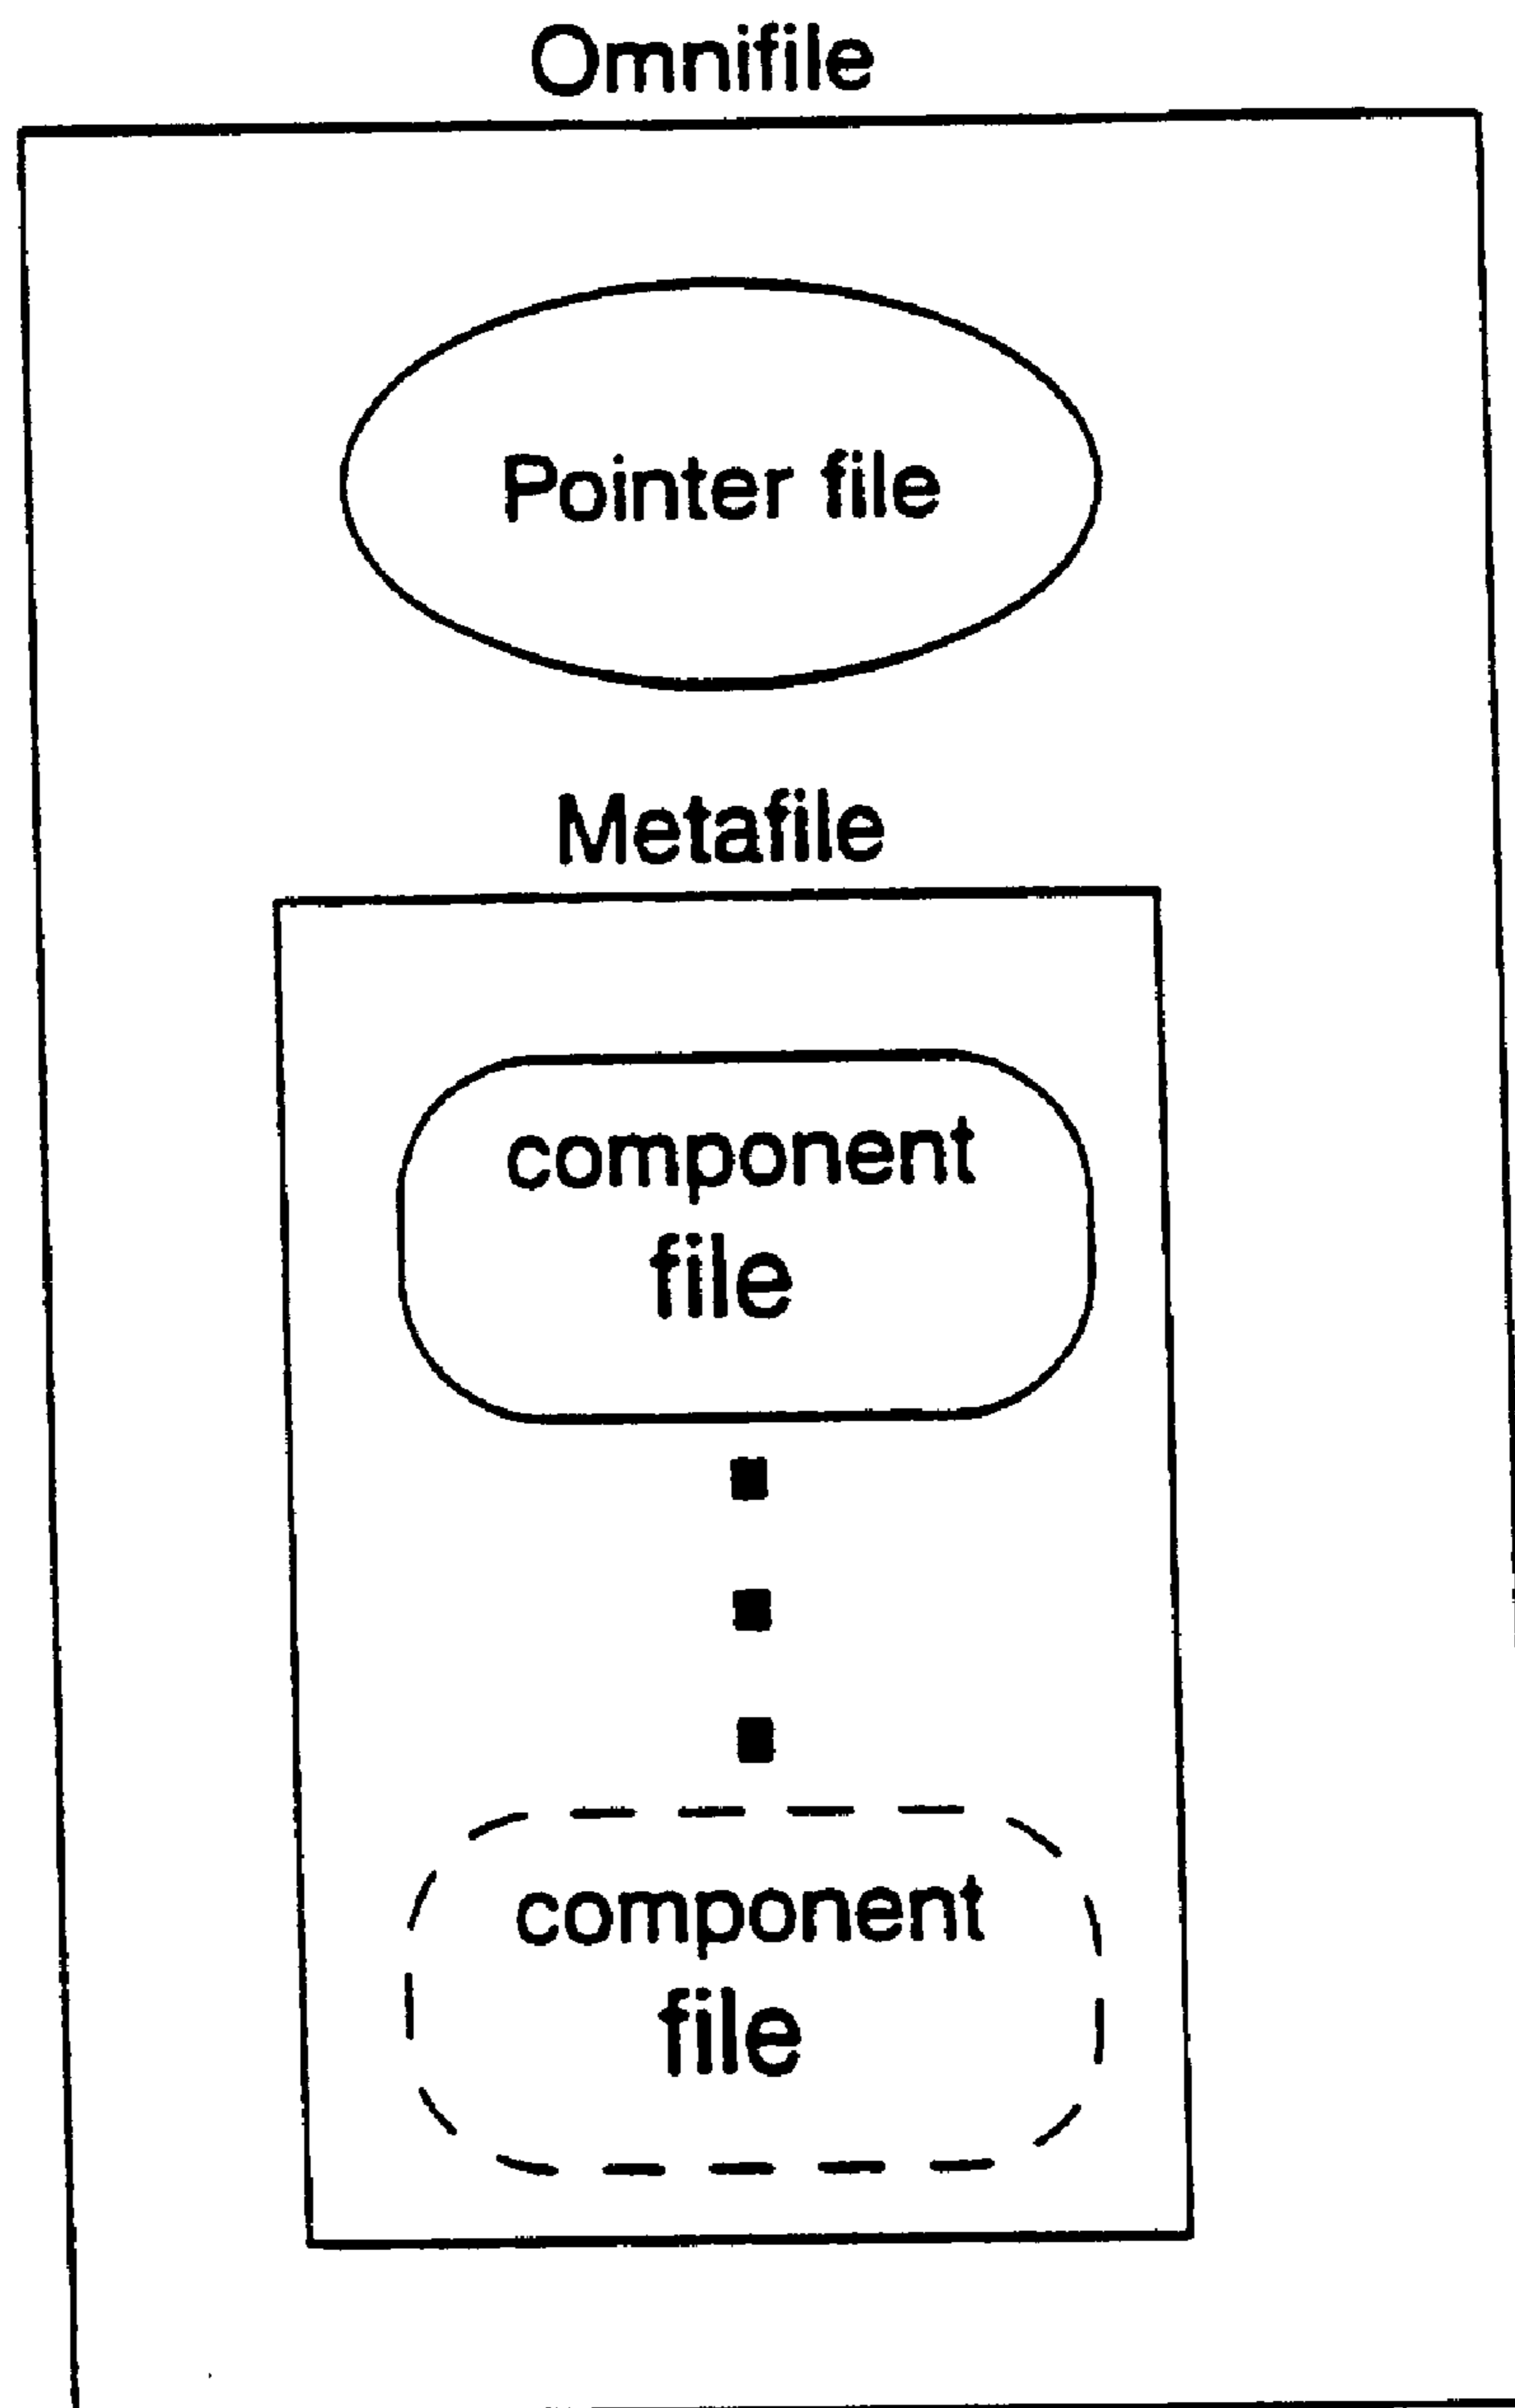 Omnifile
Pointer file
Metafile
component
file
component
file